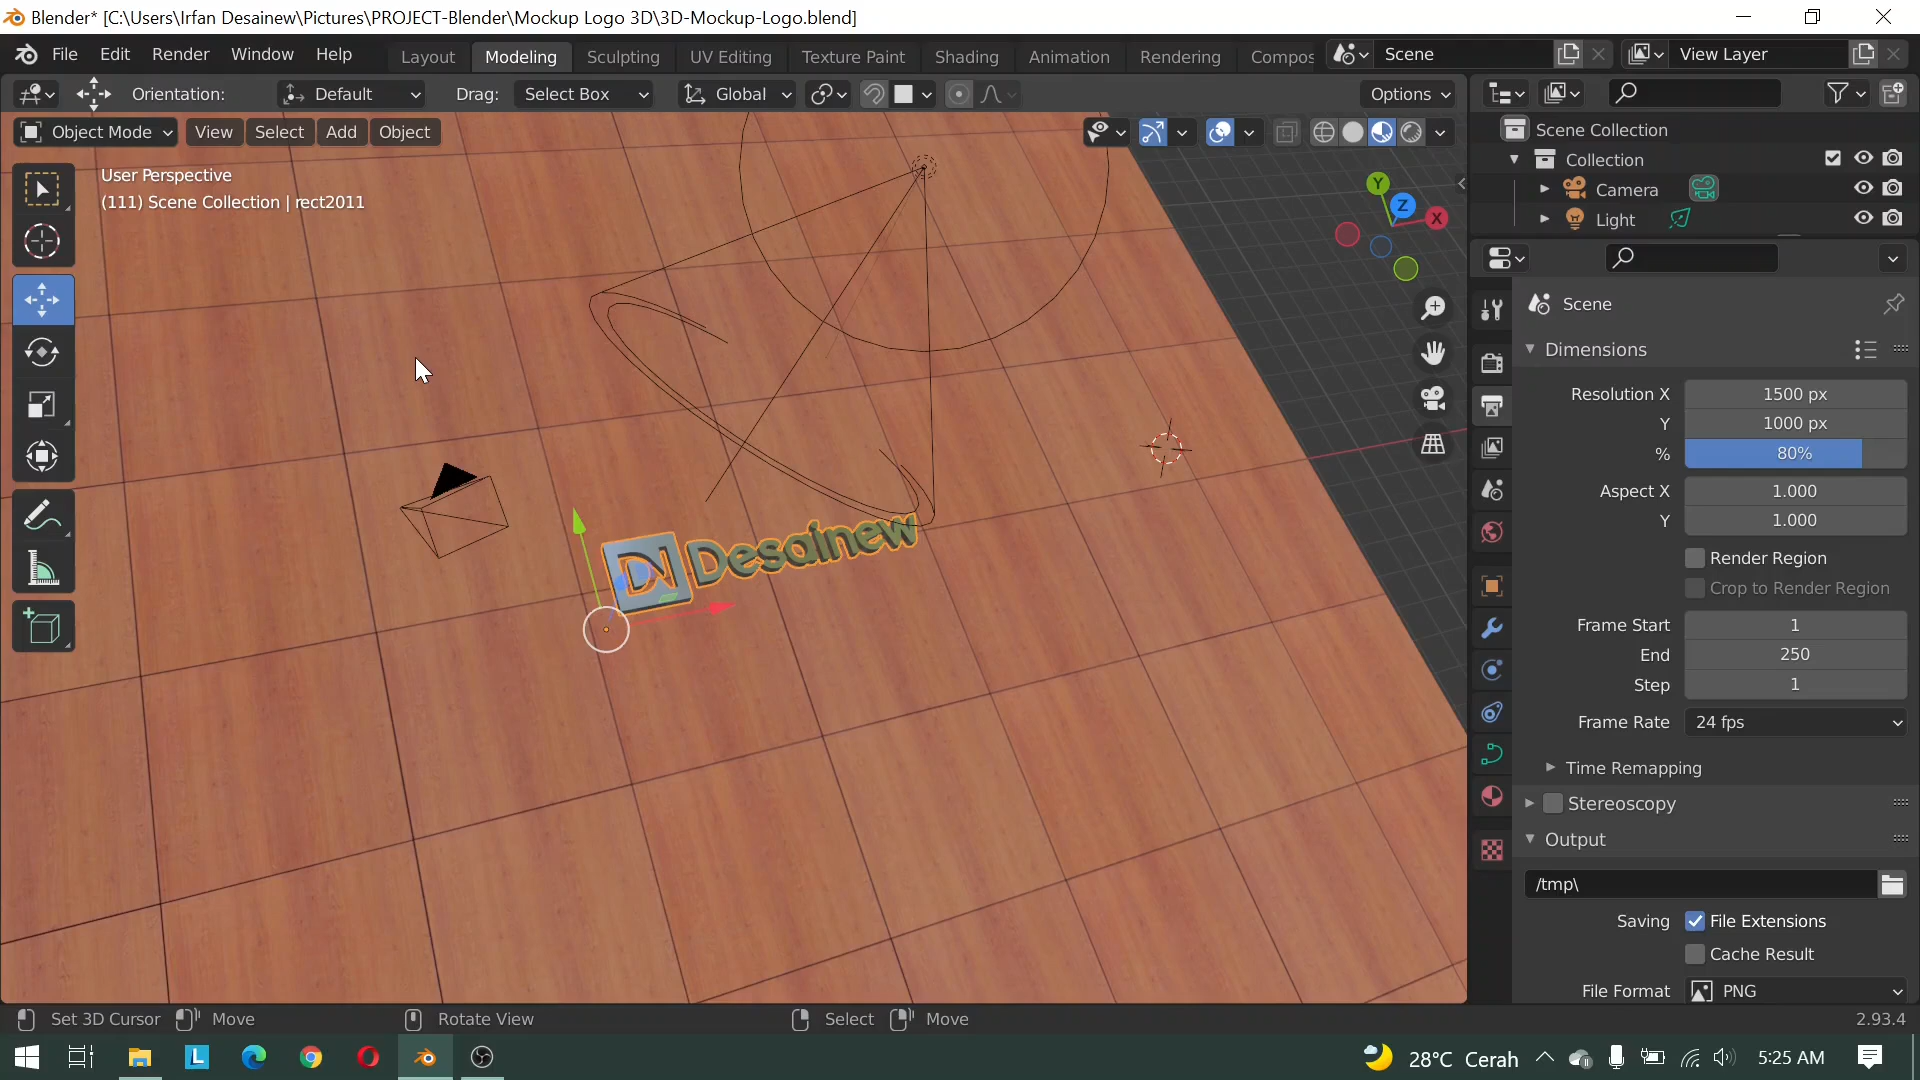 Blender* [C:\Users\Irfan Desainew\Pictures\PROJECT-Blender\Mockup Logo 3D\3D-Mockup-Logo.blend]
File Edit Render Window Help Layout Modeling Sculpting UV Editing Texture Paint Shading Animation Rendering Compos Scene View Layer
Orientation: Default Drag: Select Box Global Options
Object Mode View Select Add Object
Scene Collection
Collection
Camera
Light
User Perspective
(111) Scene Collection | rect2011
Y
Z
X
Scene
Dimensions
Resolution X 1500 px
Y 1000 px
% 80%
Aspect X 1.000
Y 1.000
Render Region
Crop to Render Region
Frame Start 1
End 250
Step 1
Frame Rate 24 fps
Time Remapping
Stereoscopy
Output
/tmp\
Saving File Extensions
Cache Result
File Format PNG
Desainew
Set 3D Cursor Move Rotate View Select Move 2.93.4
L 28°C Cerah 5:25 AM